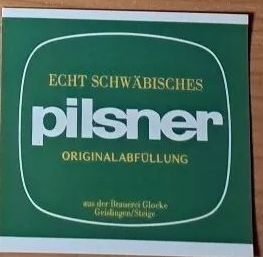 ECHT SCHWÄBISCHES
pilsner
ORIGINALABFÜLLUNG
aus der Brauerei Glocke
Geislingen/Steige